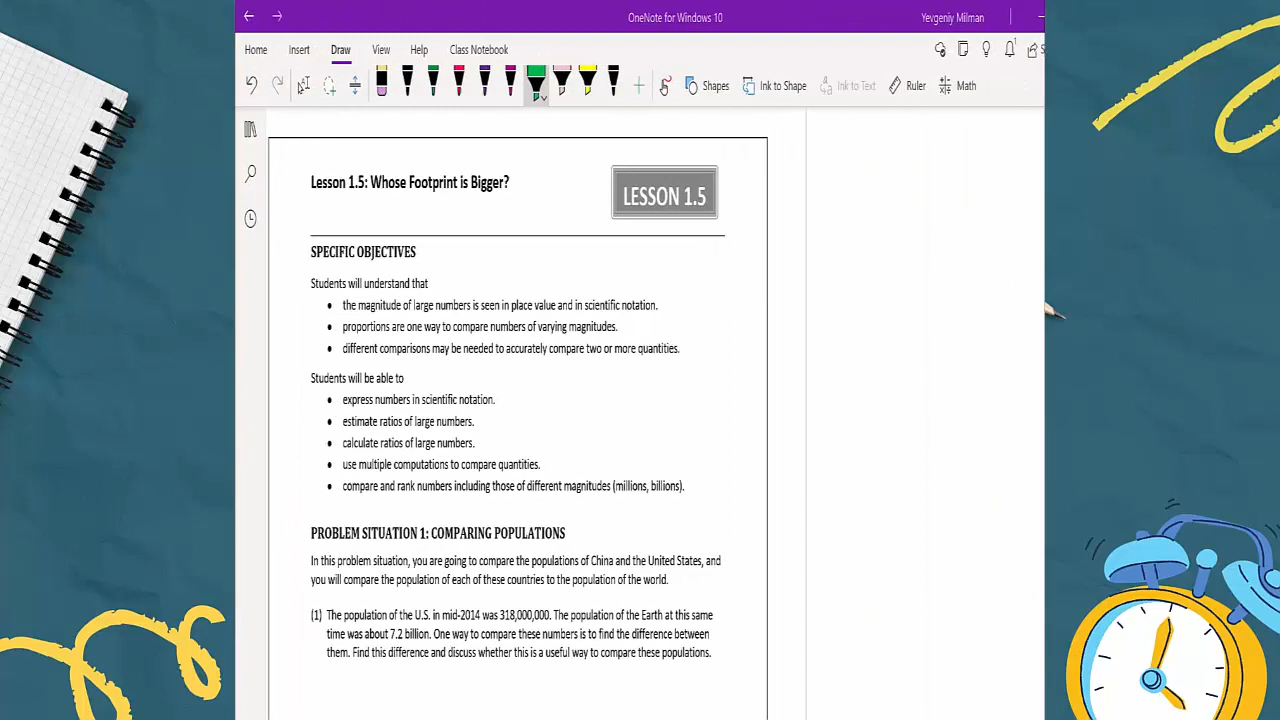 OneNote for Windows 10
Yevgeniy Milman
Home Insert Draw View Help Class Notebook
Shapes Ink to Shape Ink to Text Ruler Math
Lesson 1.5: Whose Footprint is Bigger?
LESSON 1.5
SPECIFIC OBJECTIVES
Students will understand that
• the magnitude of large numbers is seen in place value and in scientific notation.
• proportions are one way to compare numbers of varying magnitudes.
• different comparisons may be needed to accurately compare two or more quantities.
Students will be able to
• express numbers in scientific notation.
• estimate ratios of large numbers.
• calculate ratios of large numbers.
• use multiple computations to compare quantities.
• compare and rank numbers including those of different magnitudes (millions, billions).
PROBLEM SITUATION 1: COMPARING POPULATIONS
In this problem situation, you are going to compare the populations of China and the United States, and
you will compare the population of each of these countries to the population of the world.
(1) The population of the U.S. in mid-2014 was 318,000,000. The population of the Earth at this same
time was about 7.2 billion. One way to compare these numbers is to find the difference between
them. Find this difference and discuss whether this is a useful way to compare these populations.